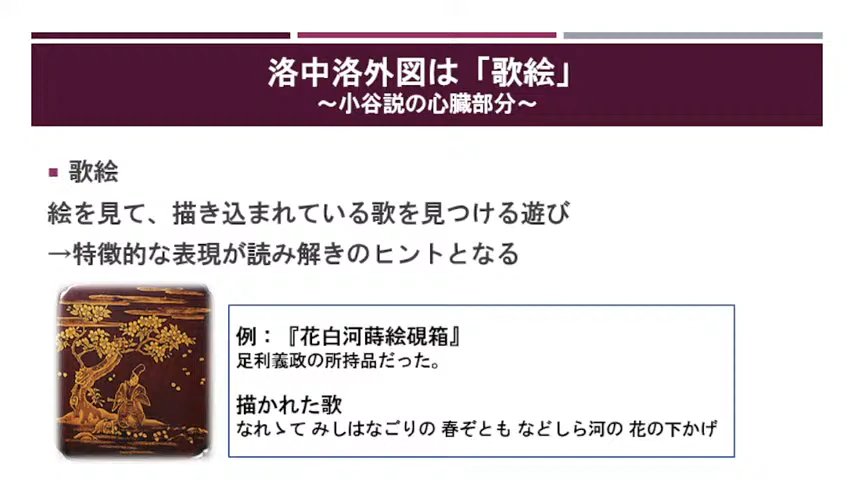 洛中洛外図は「歌絵」
～小谷説の心臓部分～
■ 歌絵
絵を見て、描き込まれている歌を見つける遊び
→特徴的な表現が読み解きのヒントとなる
例：『花白河蒔絵硯箱』
足利義政の所持品だった。
描かれた歌
なれゝて みしはなごりの 春ぞとも などしら河の 花の下かげ